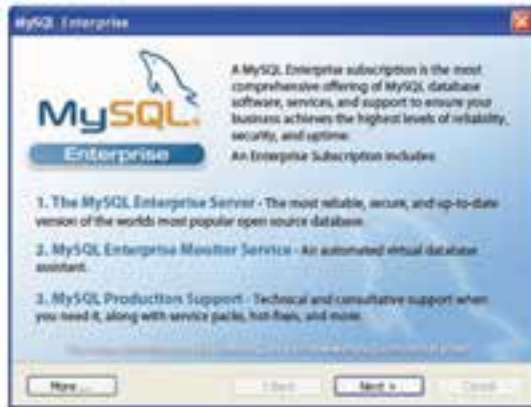 MySQL Enterprise
MySQL
Enterprise
A MySQL Enterprise subscription is the most
comprehensive offering of MySQL database
software, services, and support to ensure your
business achieves the highest levels of reliability,
security, and uptime.
An Enterprise Subscription includes:
1. The MySQL Enterprise Server - The most reliable, secure, and up-to-date
version of the worlds most popular open source database.
2. MySQL Enterprise Monitor Service - An automated virtual database
assistant.
3. MySQL Production Support - Technical and consultative support when
you need it, along with service packs, hot-fixes, and more.
More ...
< Back
Next >
Cancel